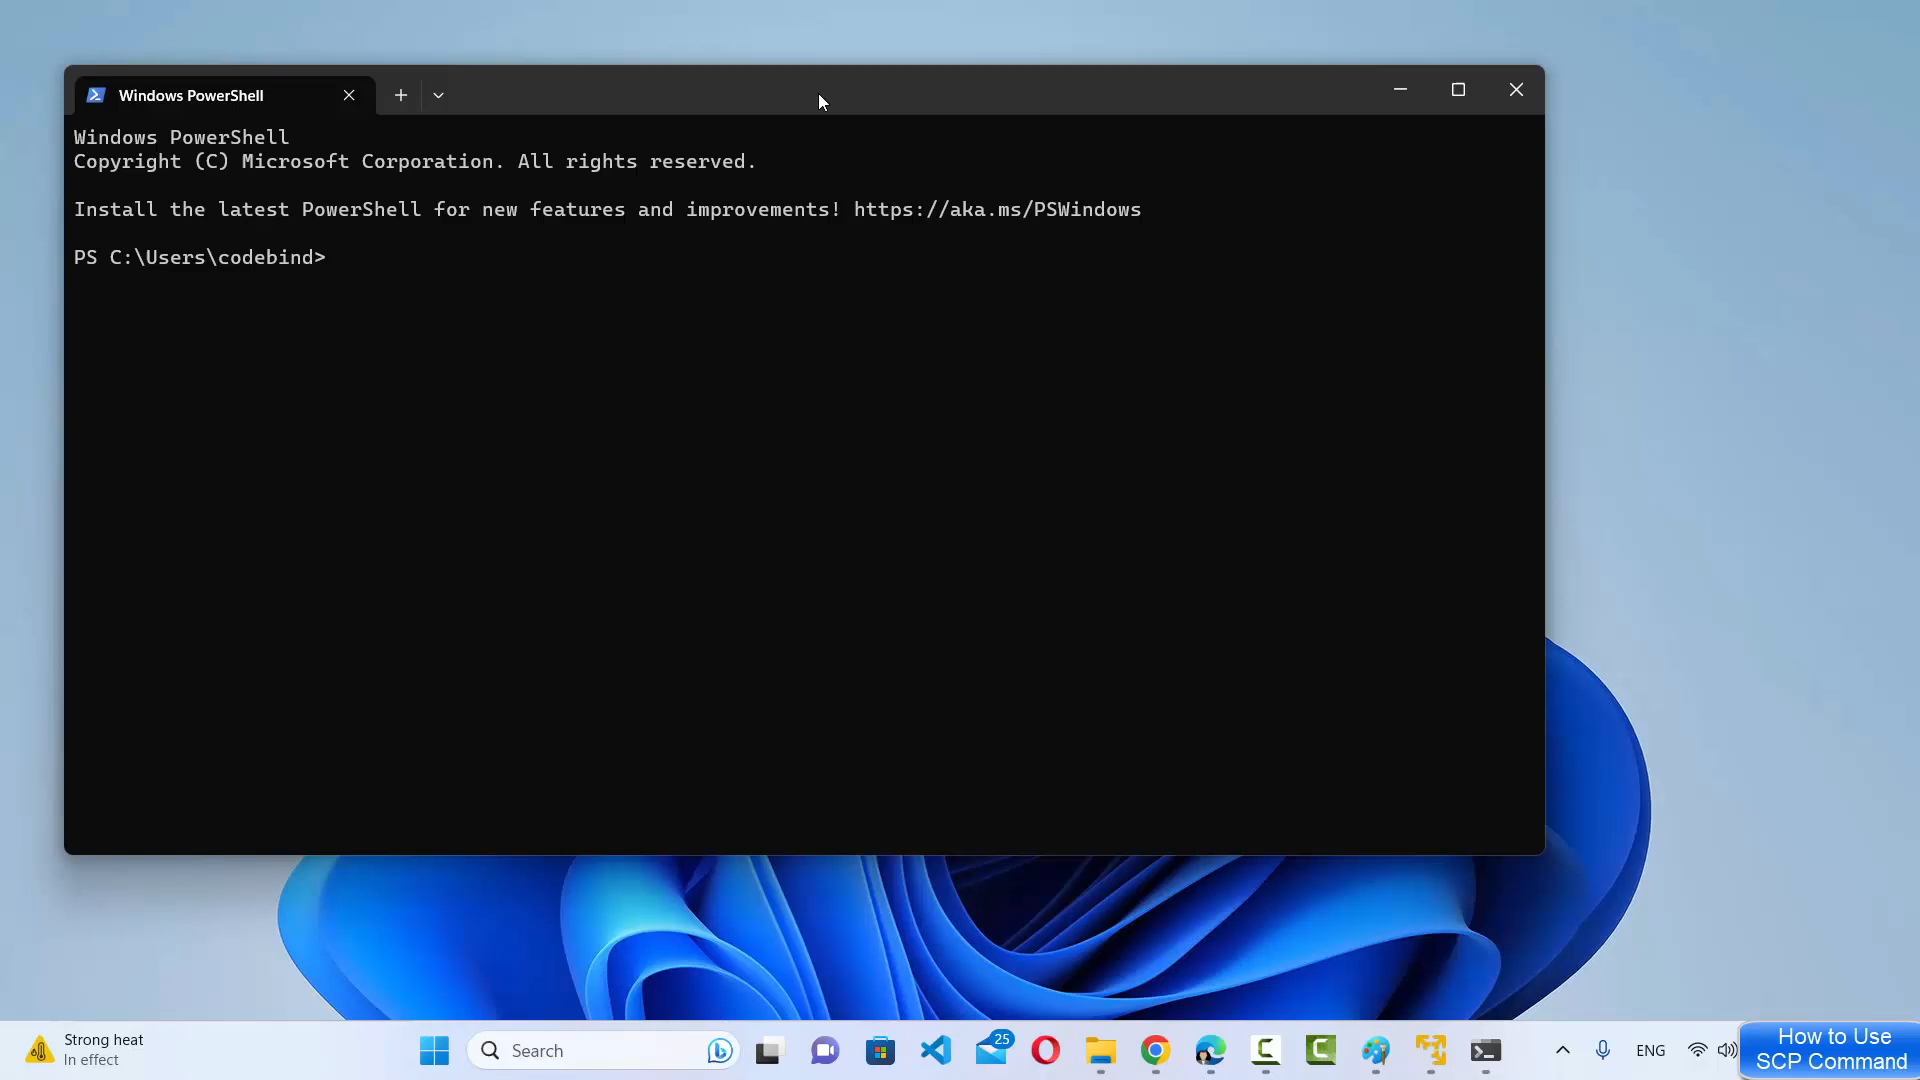 Windows PowerShell
Windows PowerShell
Copyright (C) Microsoft Corporation. All rights reserved.
Install the latest PowerShell for new features and improvements! https://aka.ms/PSWindows
PS C:\Users\codebind>
Strong heat
In effect
Search
25
ENG
How to Use
SCP Command